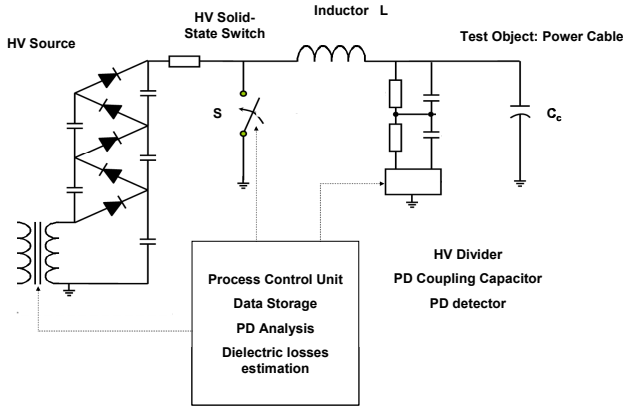 HV Source
HV Solid-
State Switch
Inductor L
Test Object: Power Cable
S
Cc
HV Divider
PD Coupling Capacitor
PD detector
Process Control Unit
Data Storage
PD Analysis
Dielectric losses
estimation